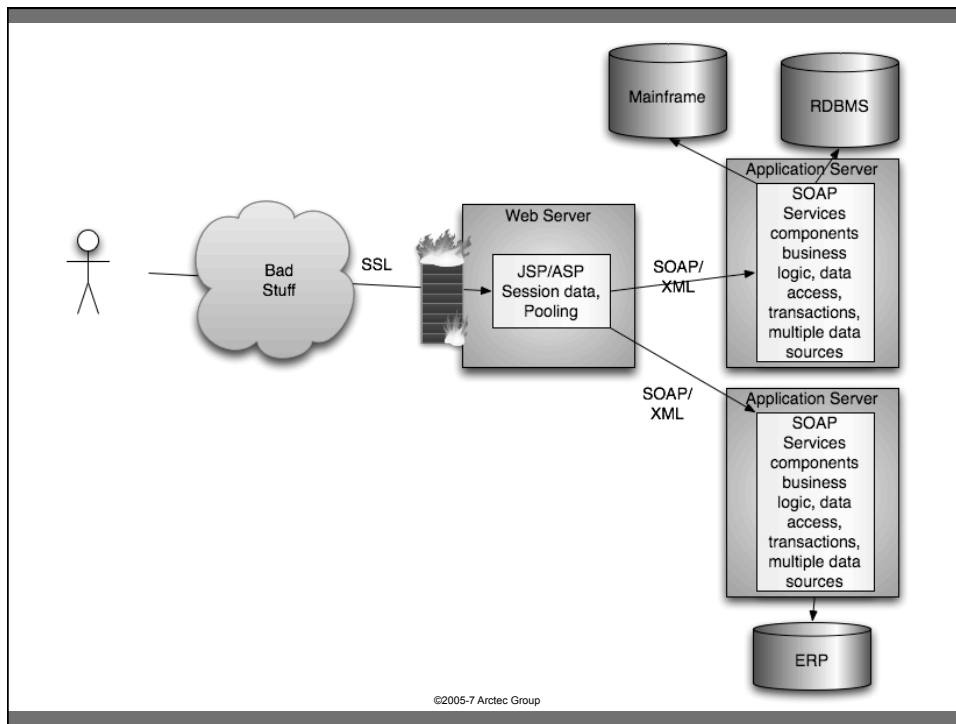 Mainframe
RDBMS
Application Server
SOAP
Services
components
business
logic, data
access,
transactions,
multiple data
sources
Web Server
JSP/ASP
Session data,
Pooling
Bad
Stuff
SSL
SOAP/
XML
SOAP/
XML
Application Server
SOAP
Services
components
business
logic, data
access,
transactions,
multiple data
sources
ERP
©2005-7 Arctec Group